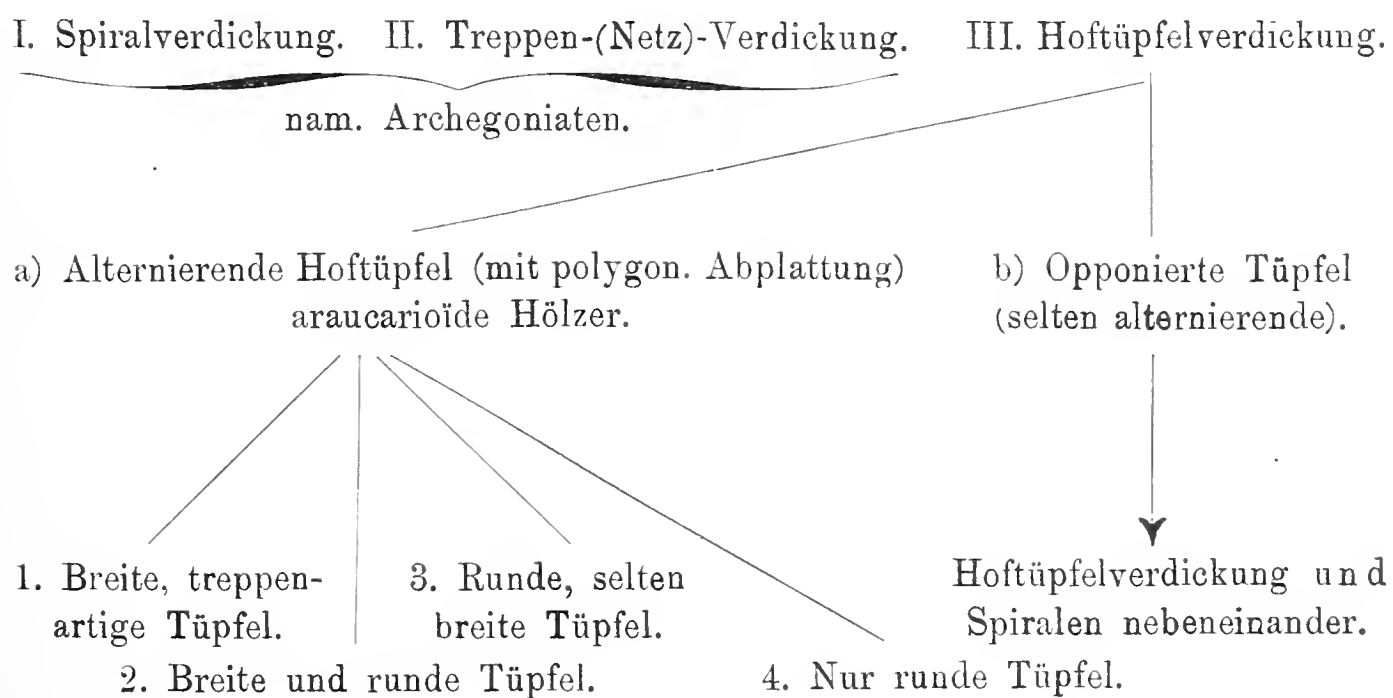 I. Spiralverdickung. II. Treppen-(Netz)-Verdickung. III. Hoftüpfelverdickung.
nam. Archegoniaten.
a) Alternierende Hoftüpfel (mit polygon. Abplattung)
araucarioïde Hölzer.
b) Opponierte Tüpfel
(selten alternierende).
1. Breite, treppen-
artige Tüpfel.
2. Breite und runde Tüpfel.
3. Runde, selten
breite Tüpfel.
4. Nur runde Tüpfel.
Hoftüpfelverdickung und
Spiralen nebeneinander.